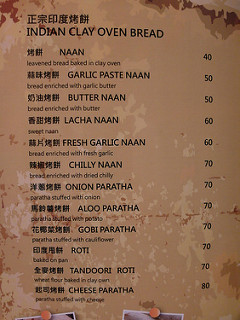 正宗印度烤餅
INDIAN CLAY OVEN BREAD
烤餅 NAAN 40
leavened bread baked in clay oven
蒜味烤餅 GARLIC PASTE NAAN 50
bread enriched with garlic butter
奶油烤餅 BUTTER NAAN 50
bread enriched with butter
香甜烤餅 LACHA NAAN 60
sweet naan
蒜片烤餅 FRESH GARLIC NAAN 60
bread enriched with fresh garlic
辣椒烤餅 CHILLY NAAN 70
bread enriched with dried chilly
洋蔥烤餅 ONION PARATHA 70
paratha stuffed with onion
馬鈴薯烤餅 ALOO PARATHA 70
paratha stuffed with potato
花椰菜烤餅 GOBI PARATHA 70
paratha stuffed with cauliflower
印度甩餅 ROTI 70
baked on pan
全麥烤餅 TANDOORI ROTI 70
wheat flour baked in clay oven
起司烤餅 CHEESE PARATHA 80
paratha stuffed with cheese